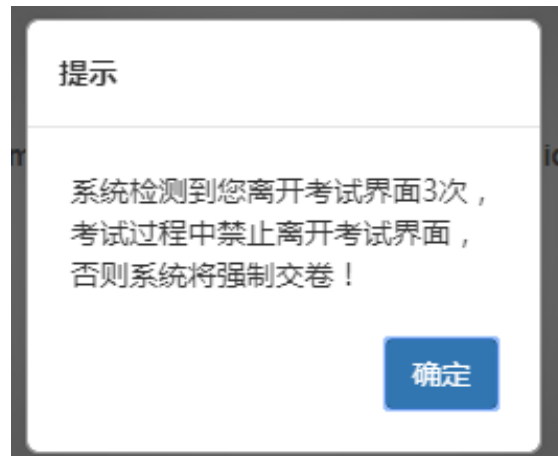 提示
系统检测到您离开考试界面3次，
考试过程中禁止离开考试界面，
否则系统将强制交卷！
确定